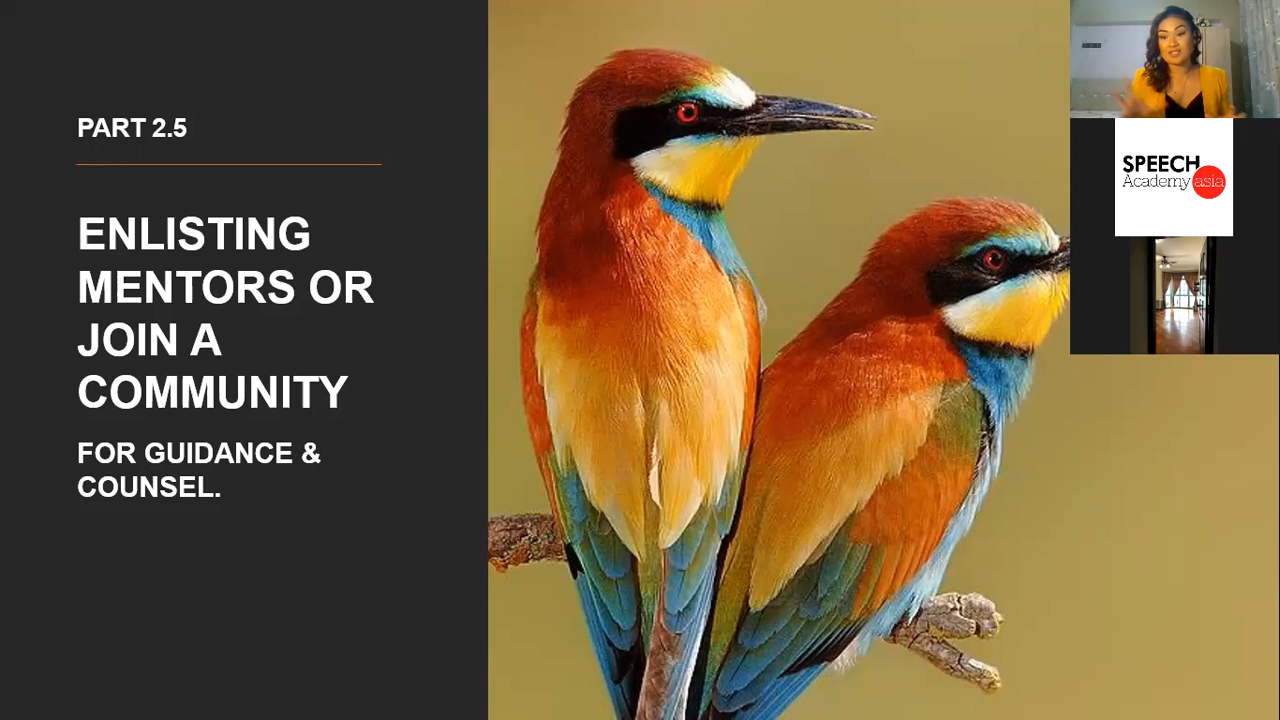 PART 2.5
ENLISTING
MENTORS OR
JOIN A
COMMUNITY
FOR GUIDANCE &
COUNSEL.
SPEECH
Academy asia